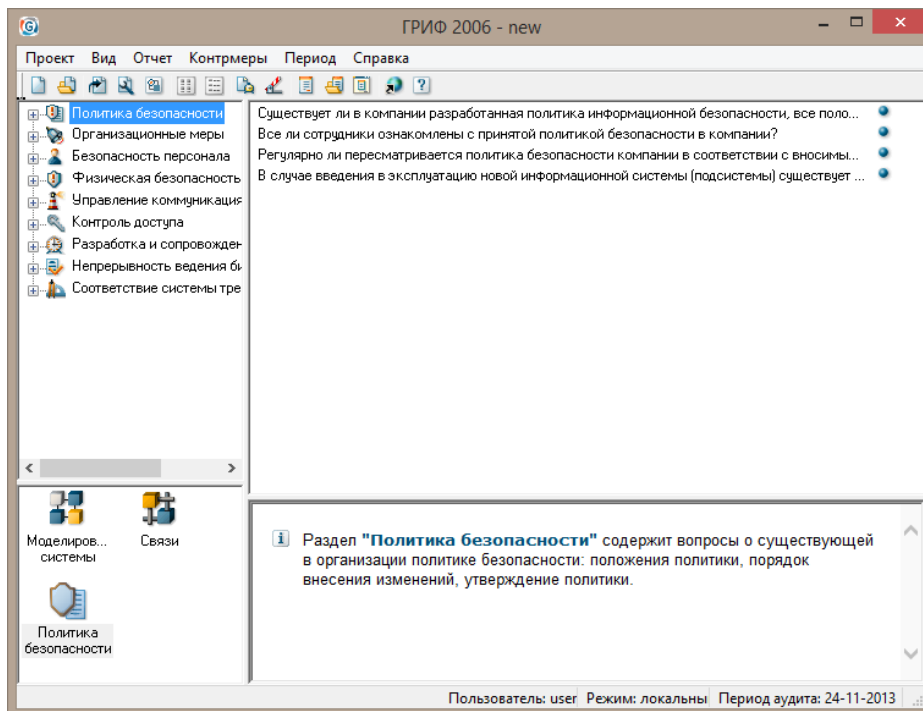 ГРИФ 2006 - new
Проект Вид Отчет Контрмеры Период Справка
Политика безопасности
Организационные меры
Безопасность персонала
Физическая безопасность
Управление коммуникация
Контроль доступа
Разработка и сопровожден
Непрерывность ведения би
Соответствие системы тре
Существует ли в компании разработанная политика информационной безопасности, все поло...
Все ли сотрудники ознакомлены с принятой политикой безопасности в компании?
Регулярно ли пересматривается политика безопасности компании в соответствии с вносимы...
В случае введения в эксплуатацию новой информационной системы (подсистемы) существует ...
Моделиров...
системы
Связи
Политика
безопасности
Раздел "Политика безопасности" содержит вопросы о существующей
в организации политике безопасности: положения политики, порядок
внесения изменений, утверждение политики.
Пользователь: user Режим: локальны Период аудита: 24-11-2013